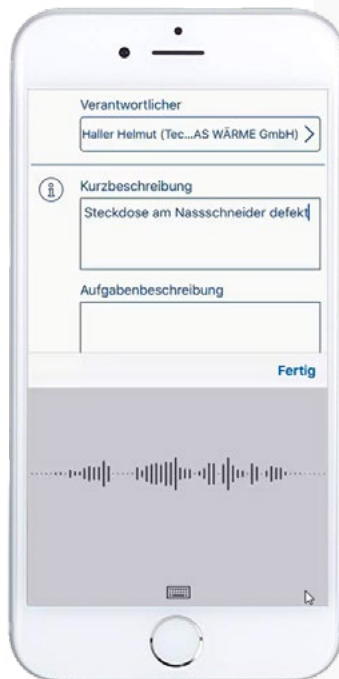 Verantwortlicher
Haller Helmut (Tec...AS WÄRME GmbH)
Kurzbeschreibung
Steckdose am Nassschneider defekt
Aufgabenbeschreibung
Fertig